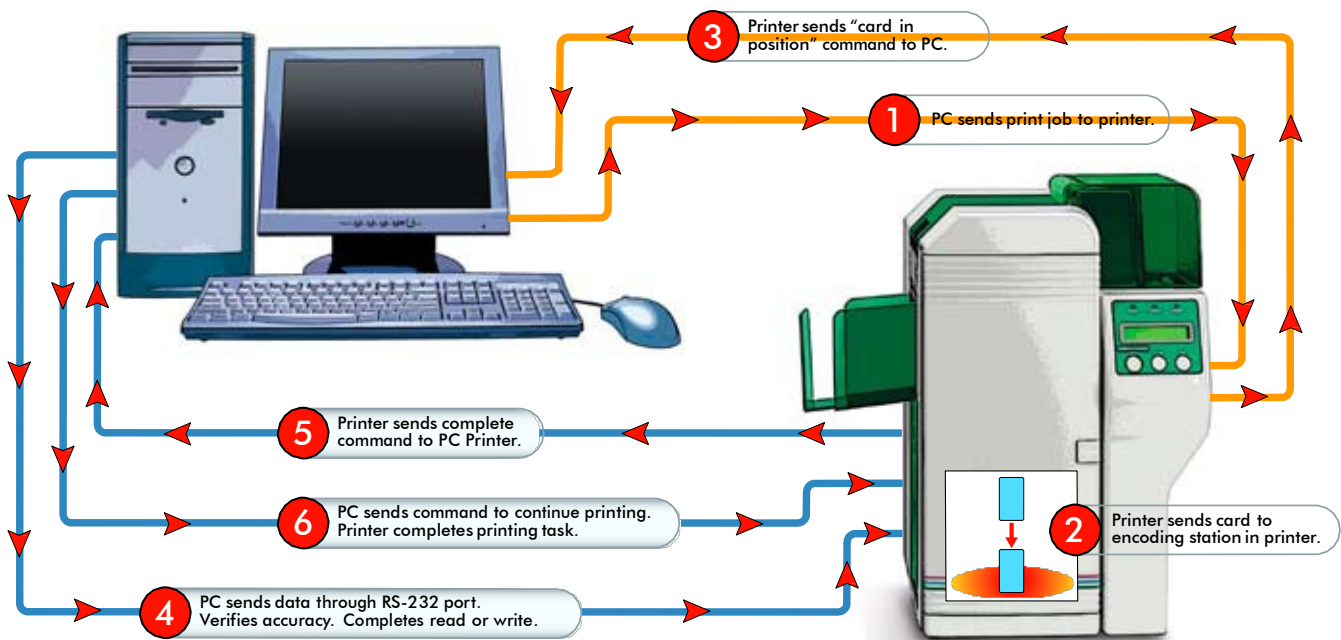 3
Printer sends “card in
position” command to PC.
1
PC sends print job to printer.
5
Printer sends complete
command to PC Printer.
6
PC sends command to continue printing.
Printer completes printing task.
2
Printer sends card to
encoding station in printer.
4
PC sends data through RS-232 port.
Verifies accuracy. Completes read or write.